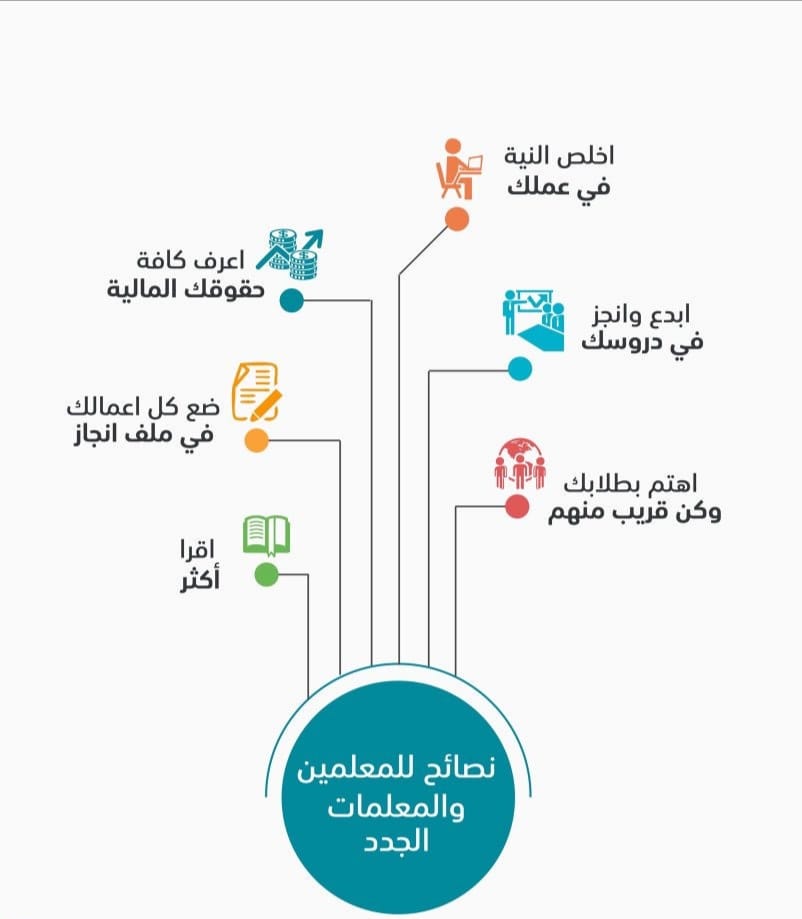 اخلص النية
في عملك
اعرف كافة
حقوقك المالية
ابدع وانجز
في دروسك
ضع كل اعمالك
في ملف انجاز
اهتم بطلابك
وكن قريب منهم
اقرا
أكثر
نصائح للمعلمين
والمعلمات
الجدد